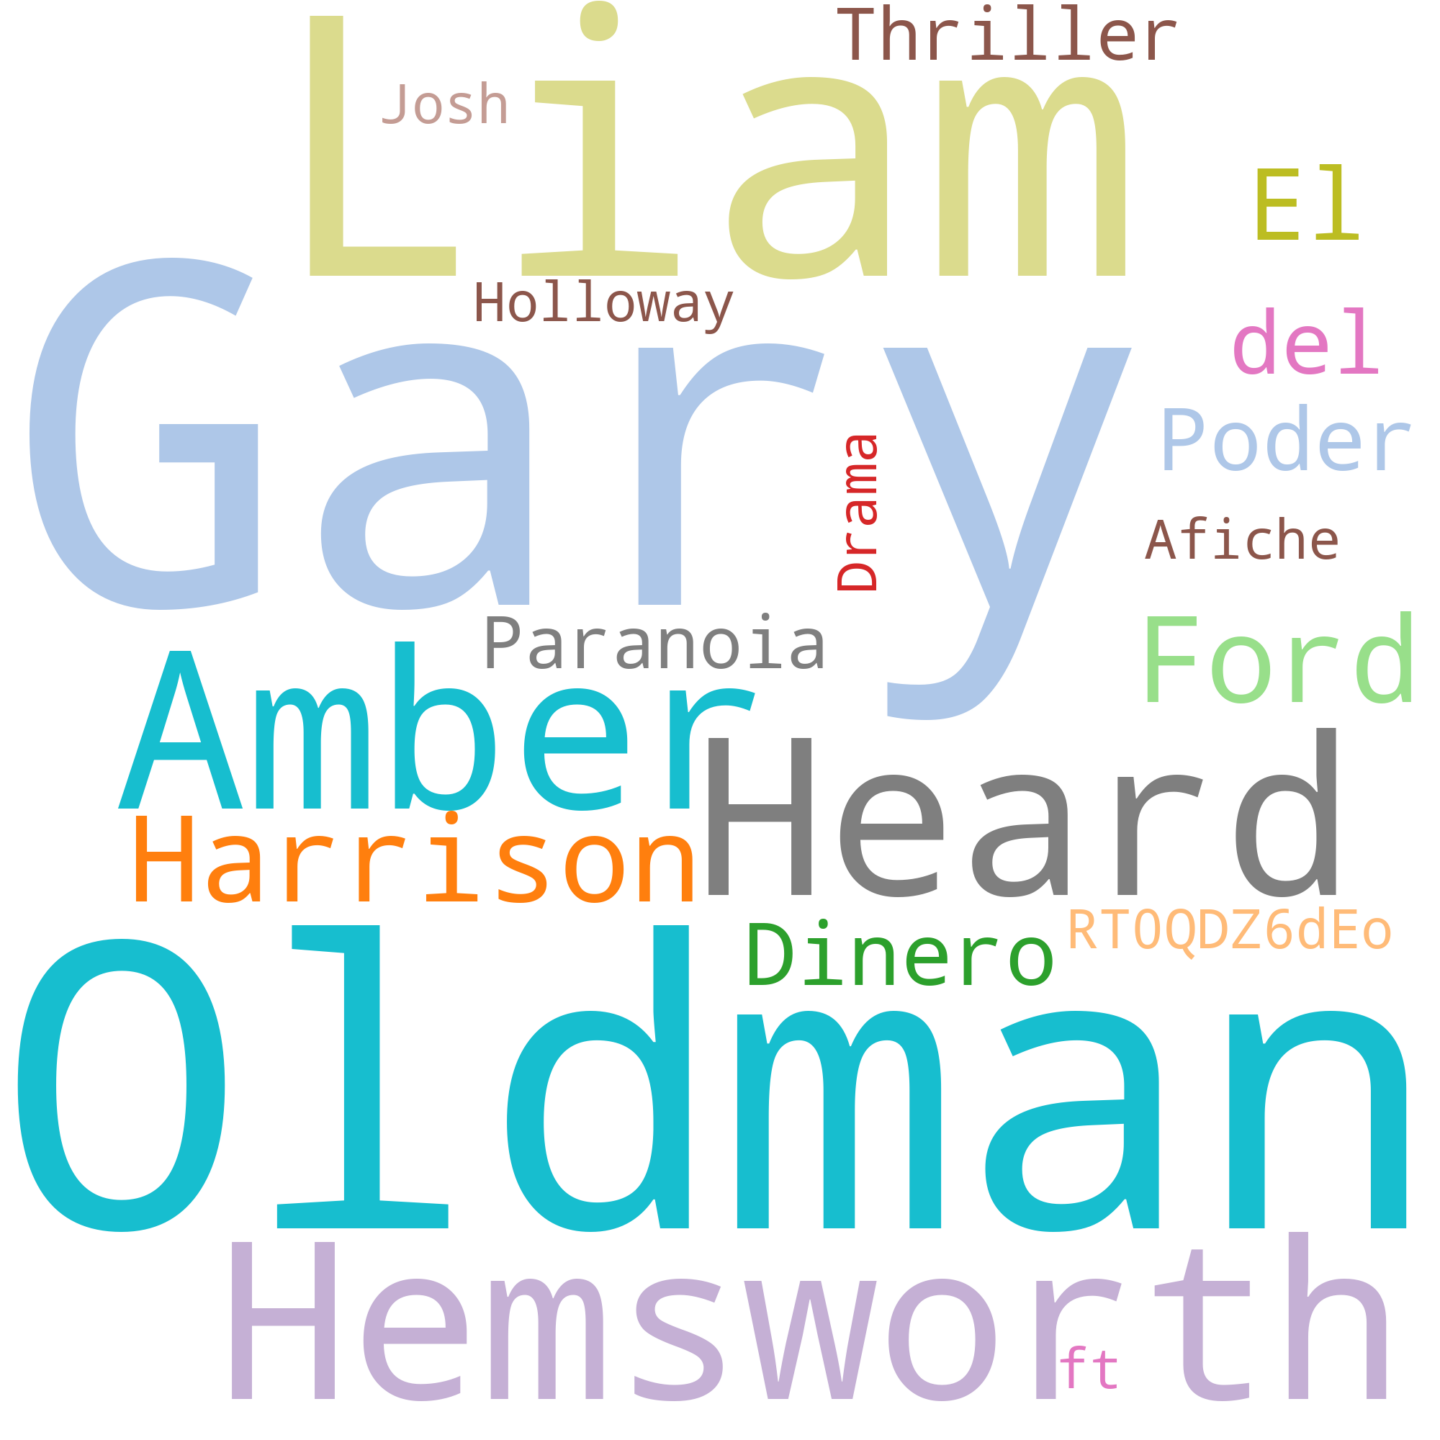 Thriller
Liam
Josh
El
Holloway
Gary
del
Poder
Drama
Afiche
Paranoia
Ford
Amber
Heard
Harrison
RT0QDZ6dEo
Dinero
Oldman
Hemsworth
ft